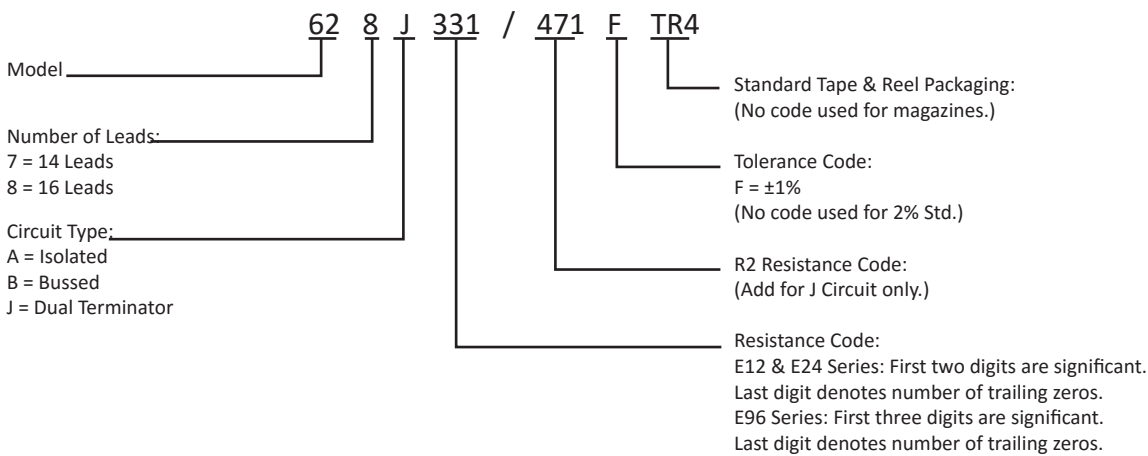 62 8 J 331 / 471 F TR4
Model
Number of Leads:
7 = 14 Leads
8 = 16 Leads
Circuit Type:
A = Isolated
B = Bussed
J = Dual Terminator
Standard Tape & Reel Packaging:
(No code used for magazines.)
Tolerance Code:
F = ±1%
(No code used for 2% Std.)
R2 Resistance Code:
(Add for J Circuit only.)
Resistance Code:
E12 & E24 Series: First two digits are significant.
Last digit denotes number of trailing zeros.
E96 Series: First three digits are significant.
Last digit denotes number of trailing zeros.